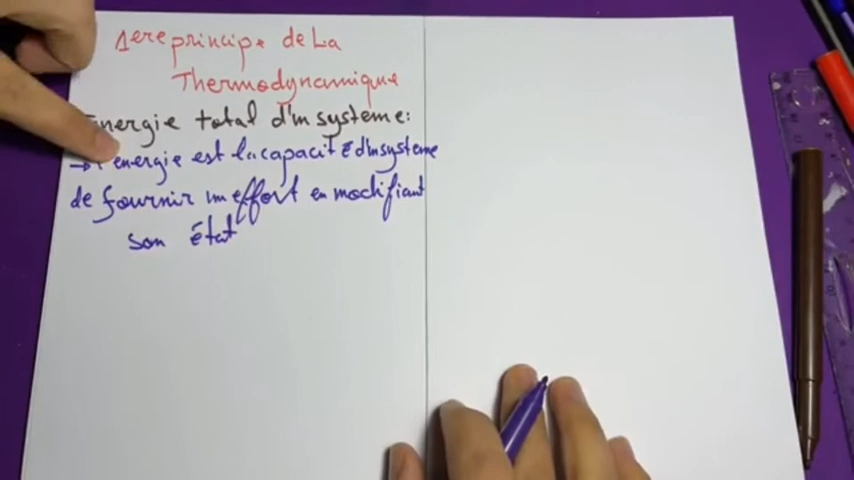 1ere principe de La
Thermodynamique
Énergie total d'un systeme:
→ l'energie est la capacité d'un systeme
de fournir un effort en modifiant
son état